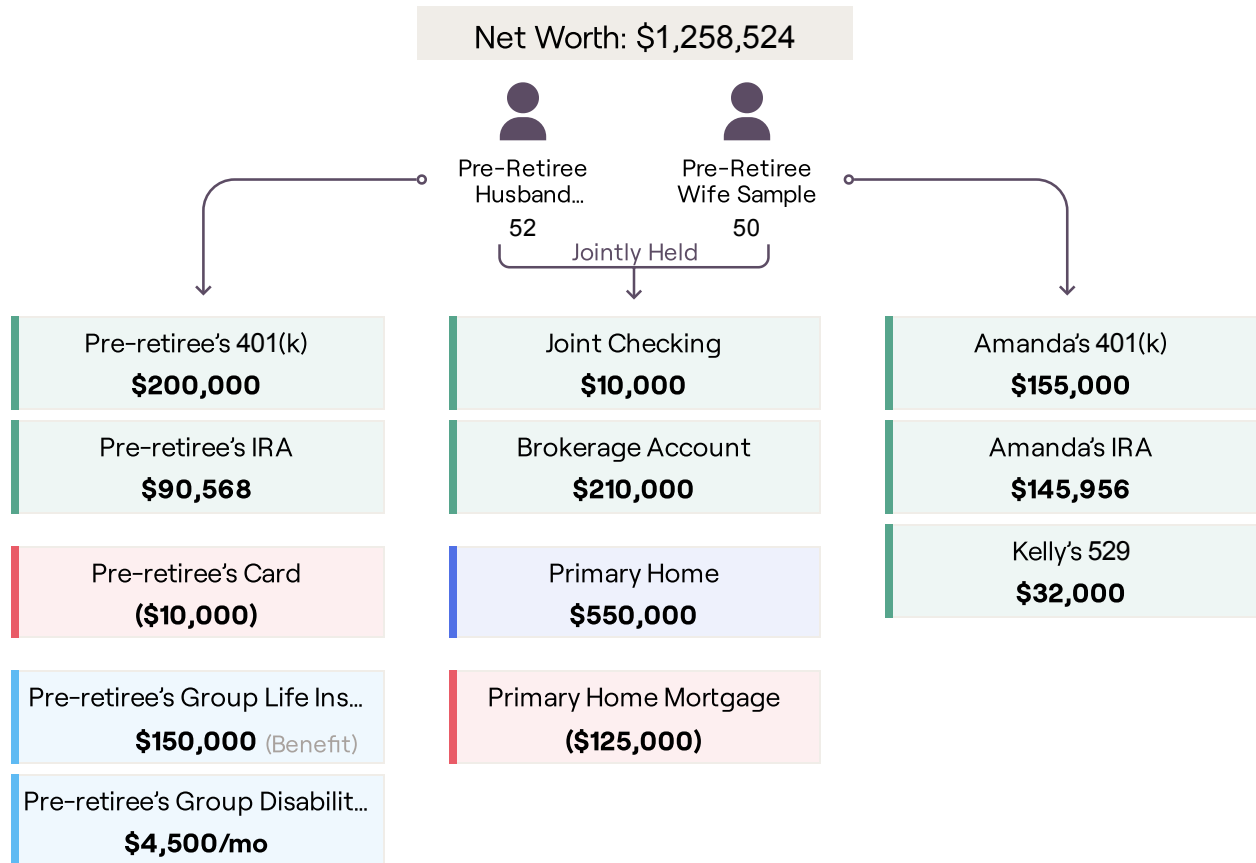 Net Worth: $1,258,524
Pre-Retiree
Husband...
52
Pre-Retiree
Wife Sample
50
Jointly Held
Pre-retiree’s 401(k)
$200,000
Pre-retiree’s IRA
$90,568
Pre-retiree’s Card
($10,000)
Pre-retiree’s Group Life Ins...
$150,000 (Benefit)
Pre-retiree’s Group Disabilit...
$4,500/mo
Joint Checking
$10,000
Brokerage Account
$210,000
Primary Home
$550,000
Primary Home Mortgage
($125,000)
Amanda’s 401(k)
$155,000
Amanda’s IRA
$145,956
Kelly’s 529
$32,000